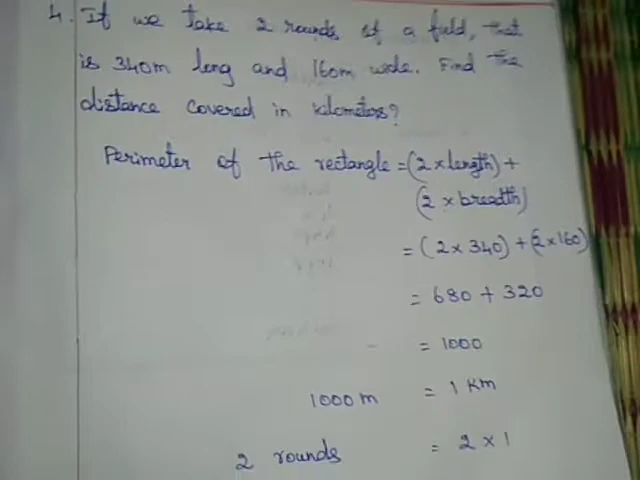 4. If we take 2 rounds of a field, that
is 340m long and 160m wide. Find the
distance covered in kilometers?
Perimeter of the rectangle = (2 x length) +
(2 x breadth)
= (2 x 340) + (2 x 160)
= 680 + 320
= 1000
1000 m = 1 Km
2 rounds = 2 x 1